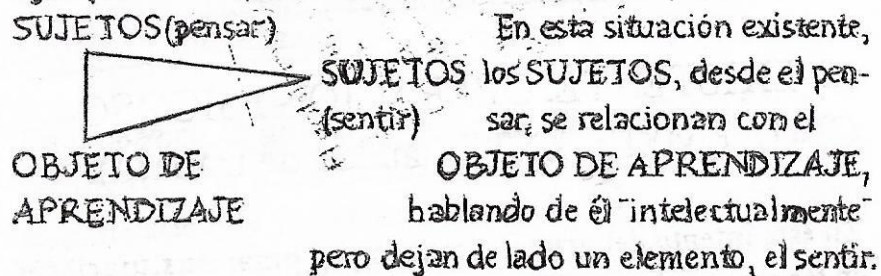 SUJETOS (pensar)
En esta situación existente,
SUJETOS los SUJETOS, desde el pen-
(sentir) sar, se relacionan con el
OBJETO DE OBJETO DE APRENDIZAJE,
APRENDIZAJE hablando de él "intelectualmente"
pero dejan de lado un elemento, el sentir.